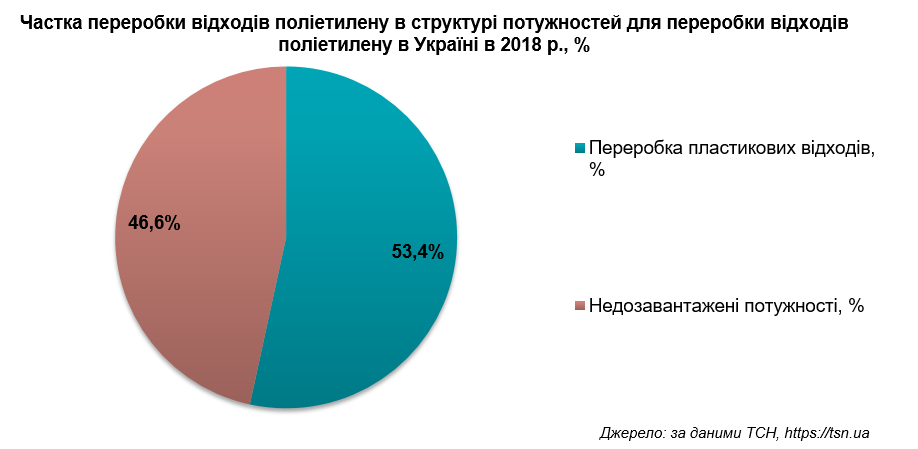 Частка переробки відходів поліетилену в структурі потужностей для переробки відходів
поліетилену в Україні в 2018 р., %
Переробка пластикових відходів,
%
46,6%
53,4%
Недозавантажені потужності, %
Джерело: за даними ТСН, https://tsn.ua